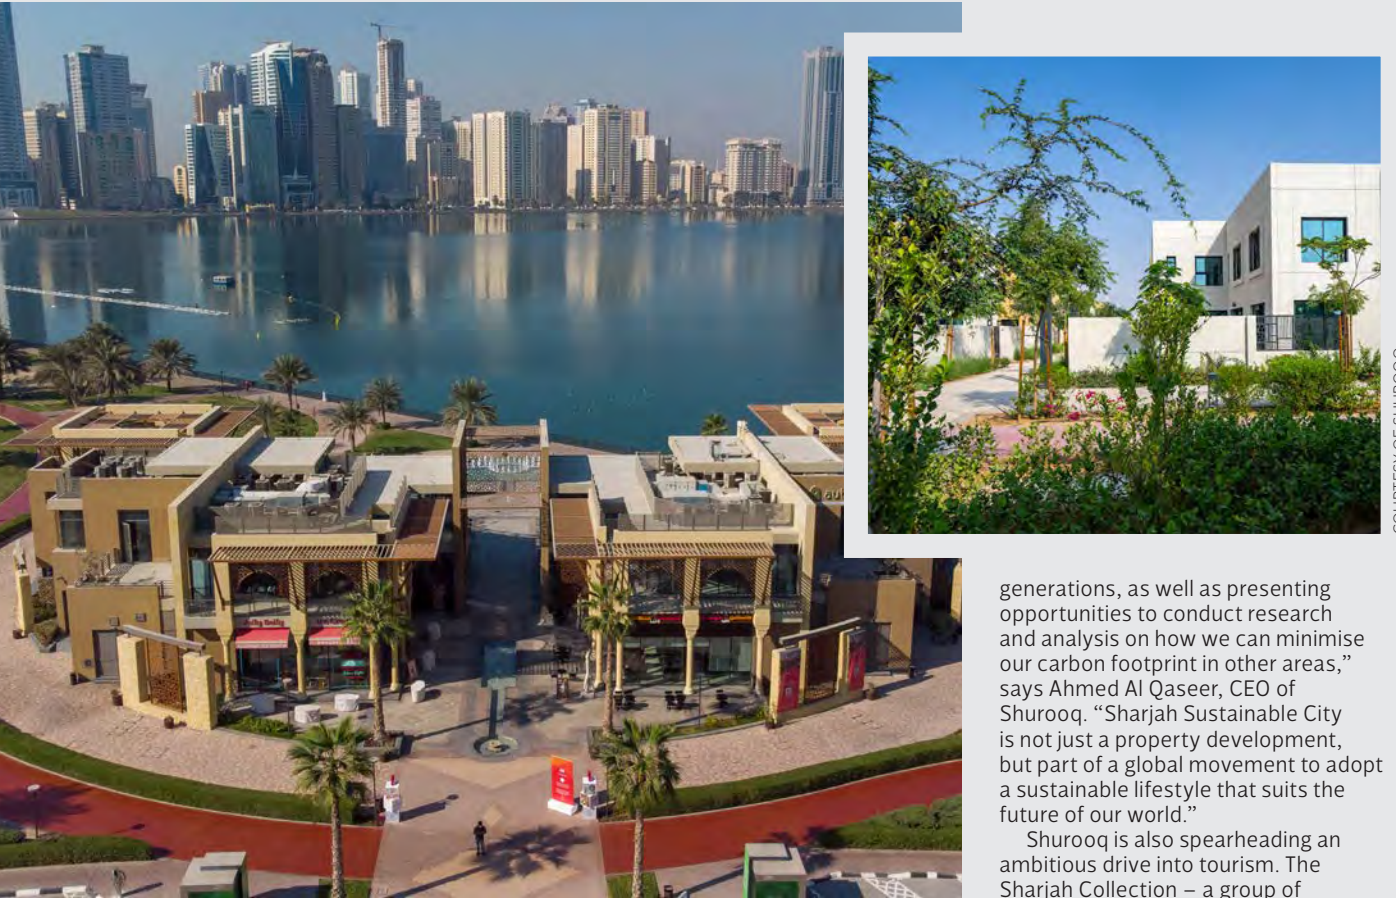 COURTESY OF SHUROOQ
generations, as well as presenting
opportunities to conduct research
and analysis on how we can minimise
our carbon footprint in other areas,”
says Ahmed Al Qaseer, CEO of
Shurooq. “Sharjah Sustainable City
is not just a property development,
but part of a global movement to adopt
a sustainable lifestyle that suits the
future of our world.”
Shurooq is also spearheading an
ambitious drive into tourism. The
Sharjah Collection – a group of